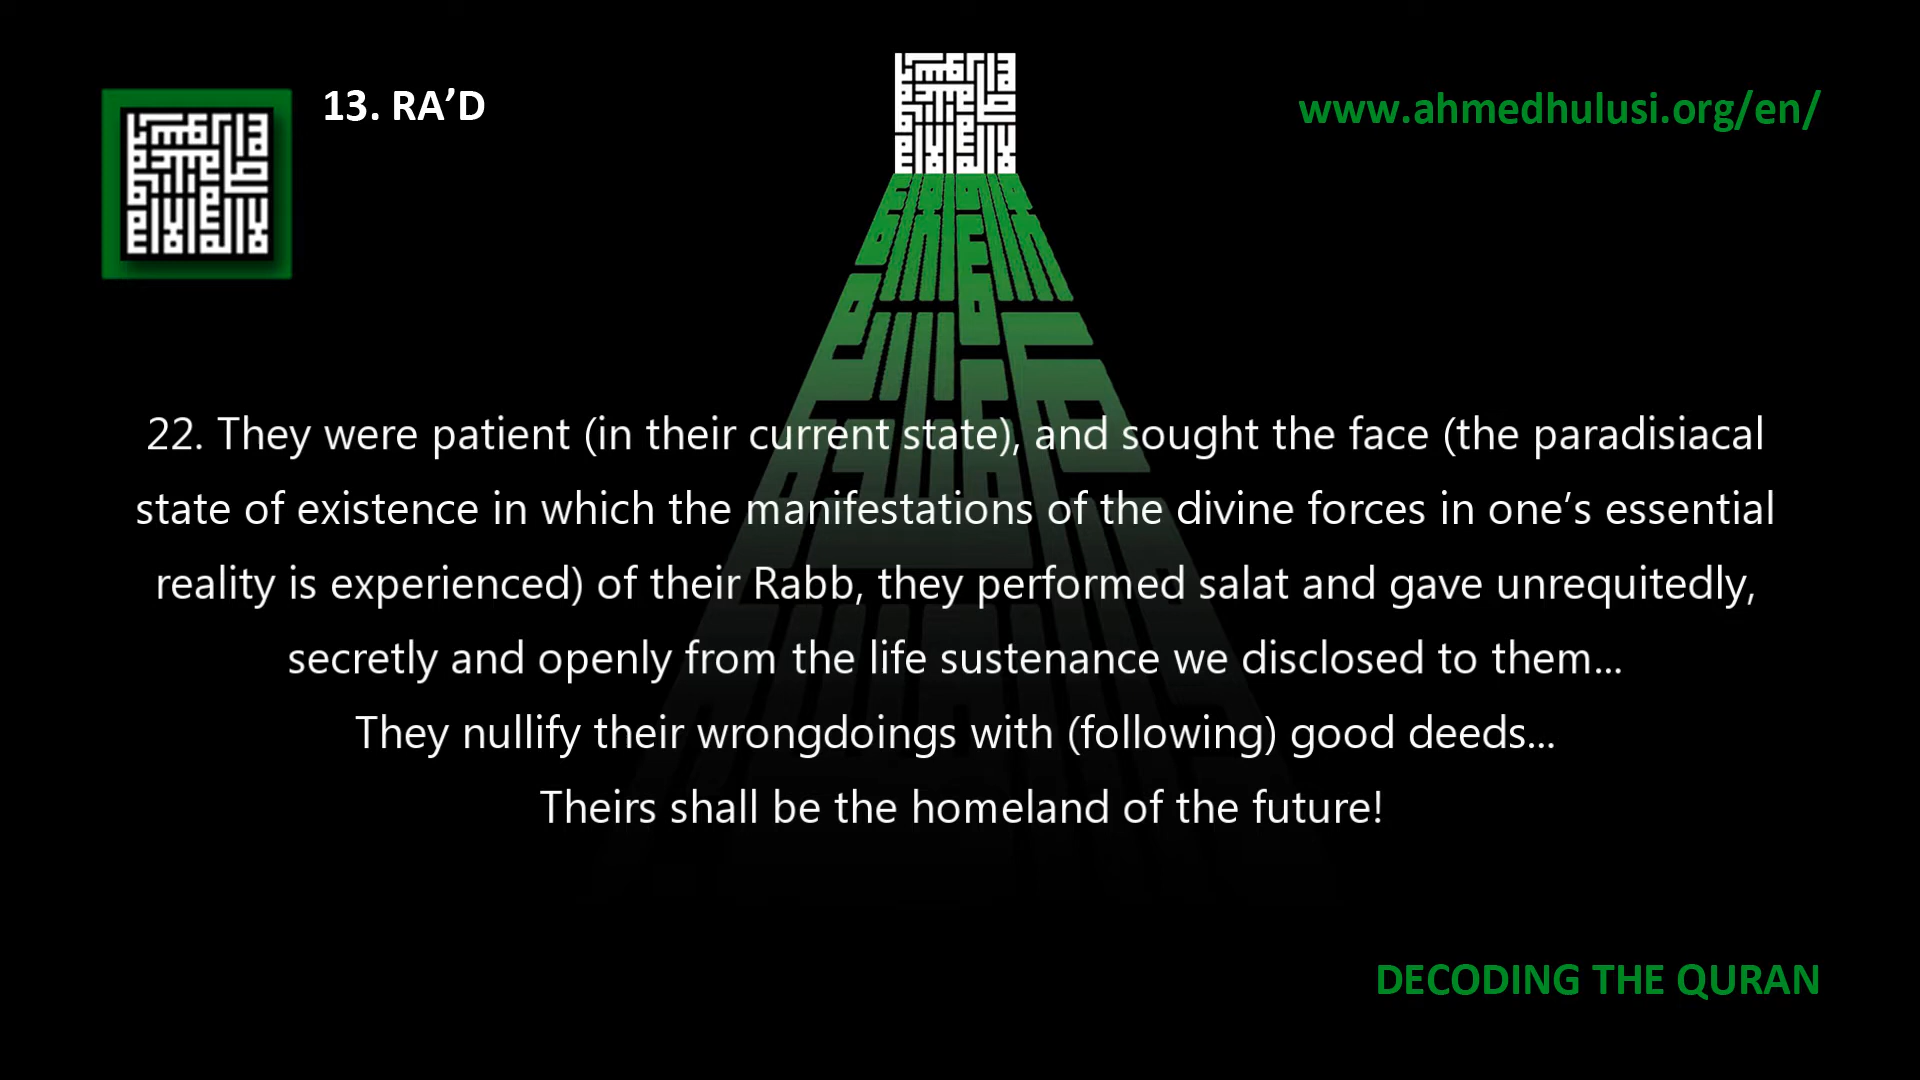 13. RA’D
www.ahmedhulusi.org/en/
22. They were patient (in their current state), and sought the face (the paradisiacal
state of existence in which the manifestations of the divine forces in one’s essential
reality is experienced) of their Rabb, they performed salat and gave unrequitedly,
secretly and openly from the life sustenance we disclosed to them...
They nullify their wrongdoings with (following) good deeds...
Theirs shall be the homeland of the future!
DECODING THE QURAN